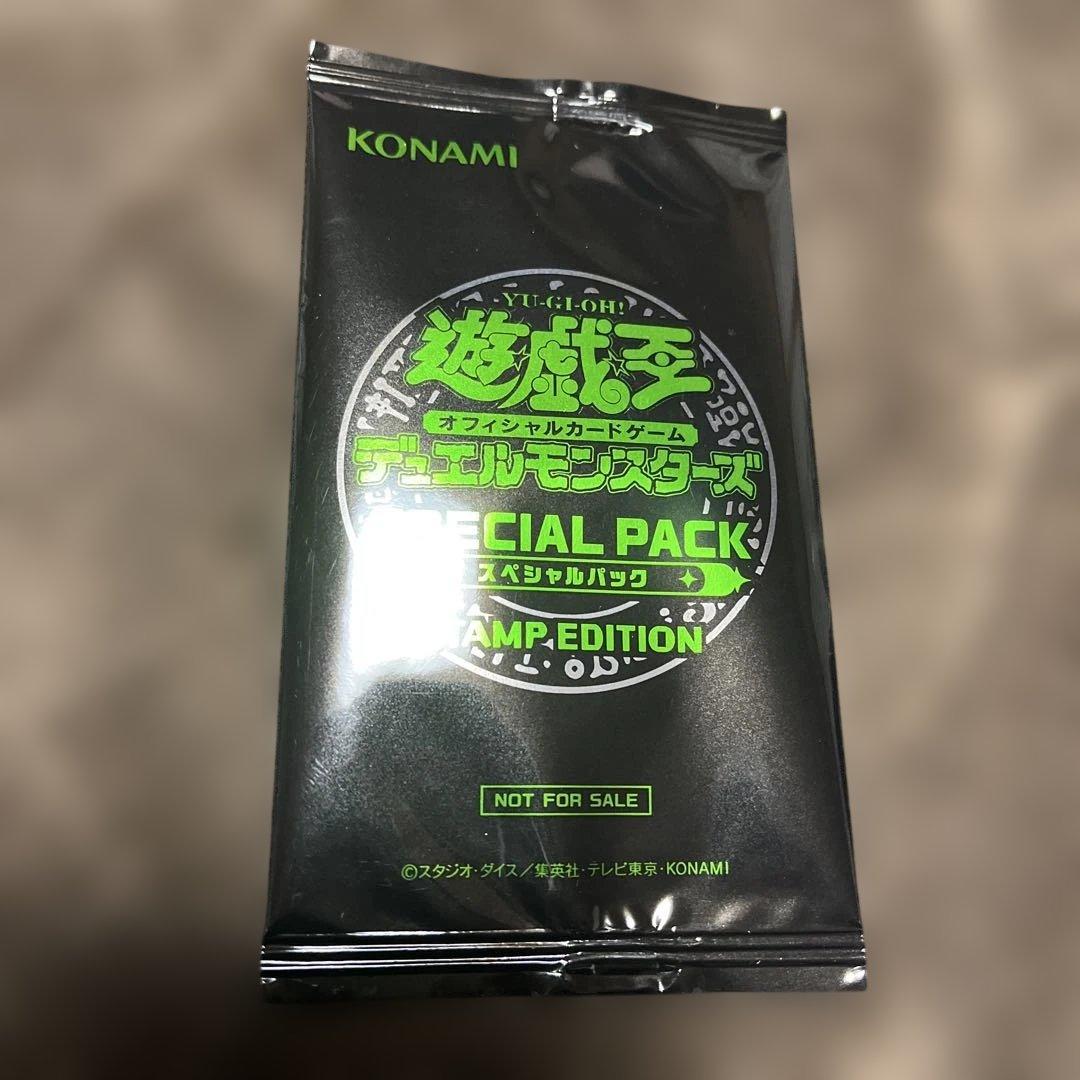 KONAMI
YU-GI-OH!
遊☆戯☆王
オフィシャルカードゲーム
デュエルモンスターズ
SPECIAL PACK
スペシャルパック
EDITION
NOT FOR SALE
©スタジオ・ダイス／集英社・テレビ東京・KONAMI